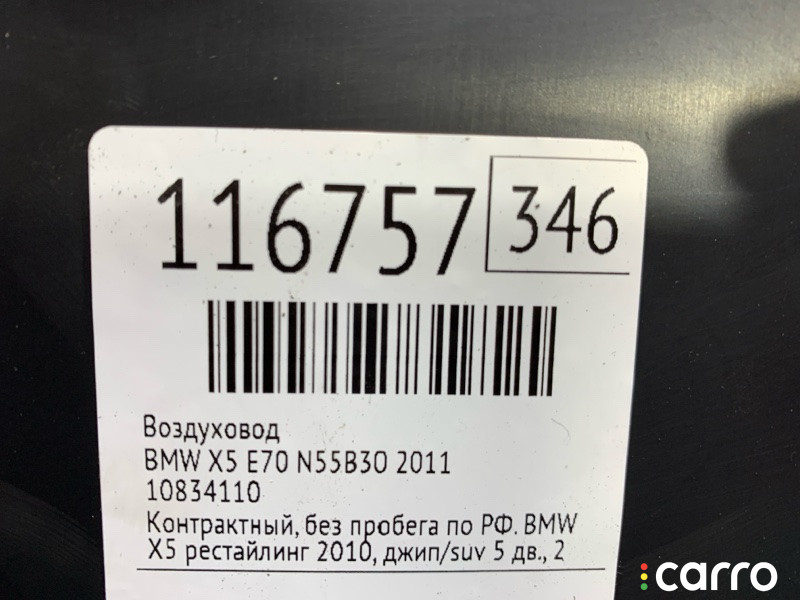 116757 346
Воздуховод
BMW X5 E70 N55B30 2011
10834110
Контрактный, без пробега по РФ. BMW
X5 рестайлинг 2010, джип/suv 5 дв., 2
carro